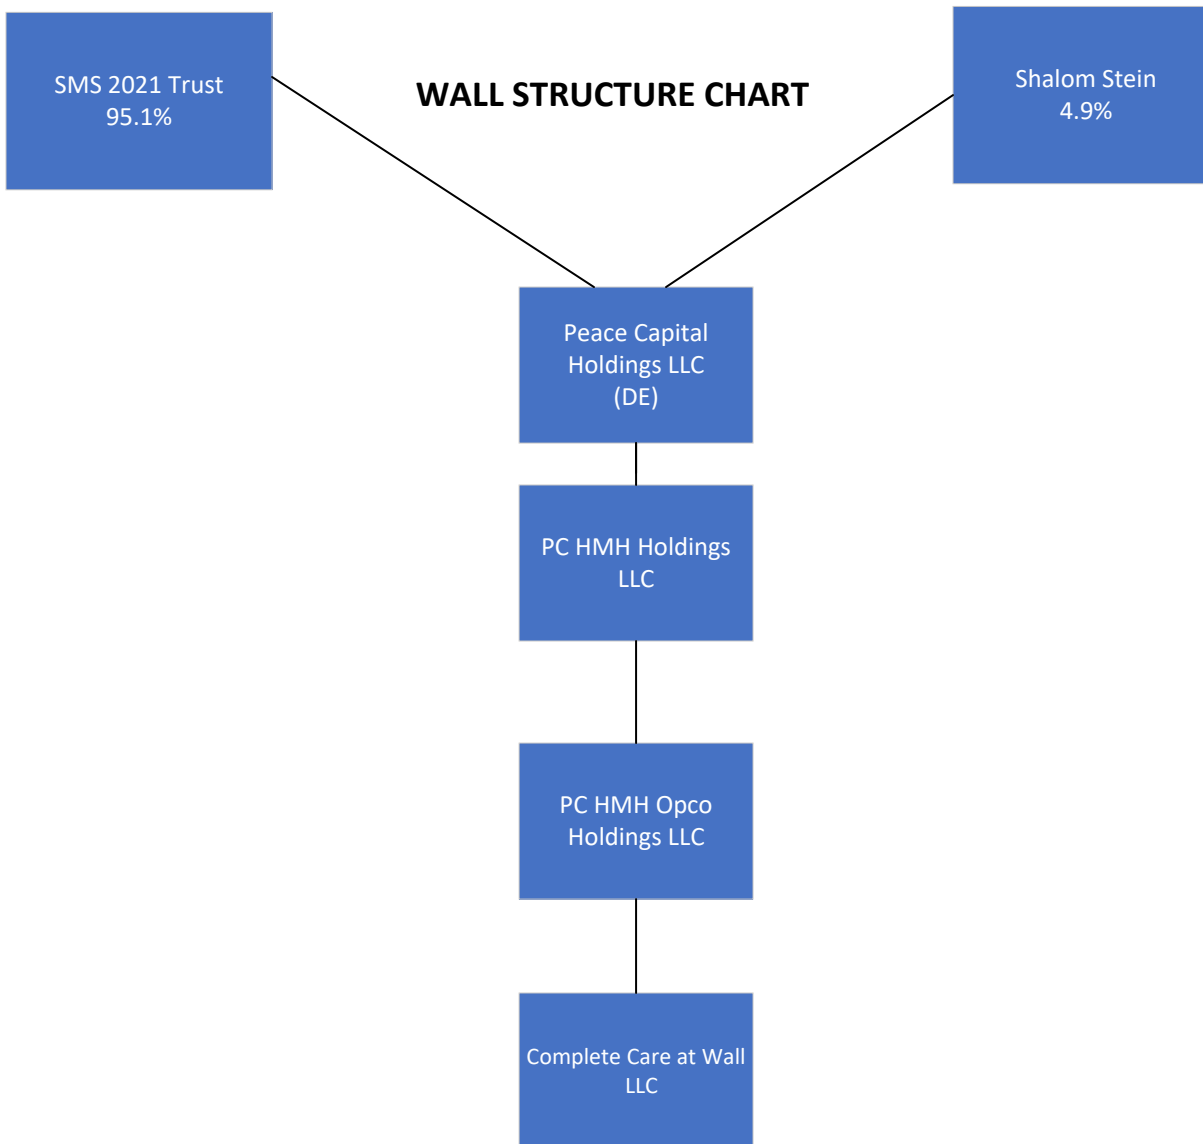 SMS 2021 Trust
95.1%
WALL STRUCTURE CHART
Shalom Stein
4.9%
Peace Capital
Holdings LLC
(DE)
PC HMH Holdings
LLC
PC HMH Opco
Holdings LLC
Complete Care at Wall
LLC